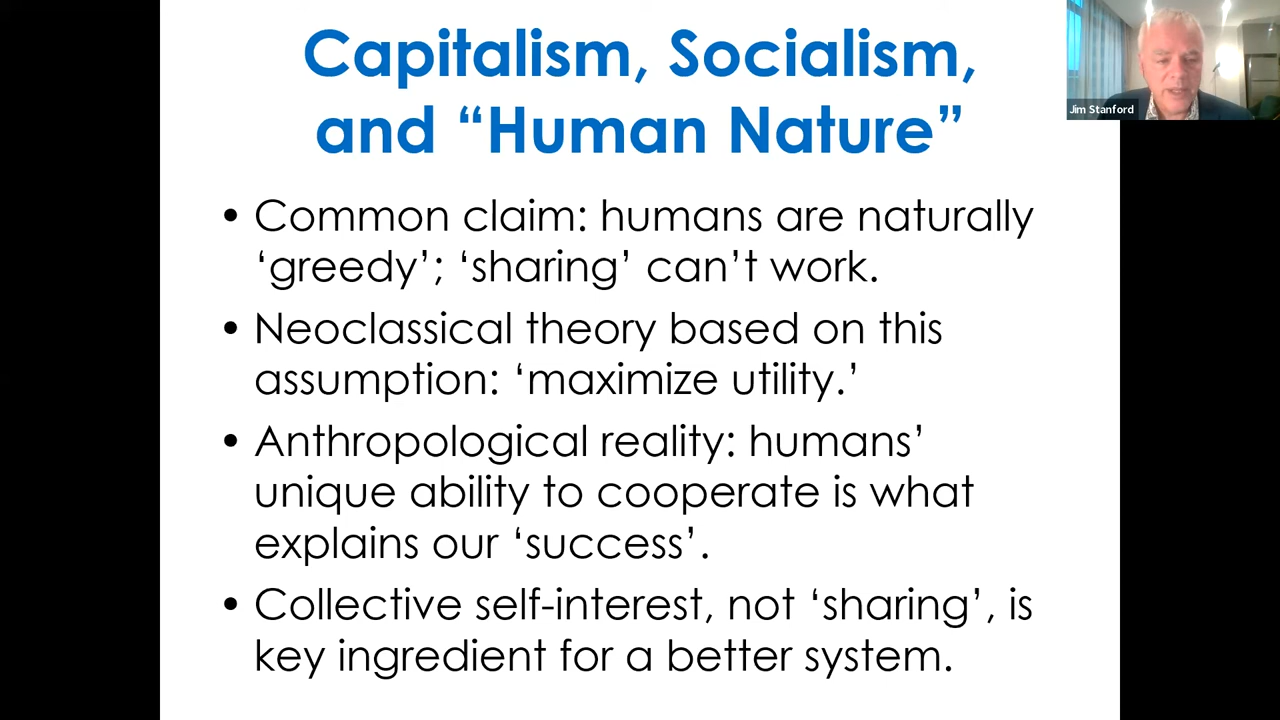 Capitalism, Socialism,
and “Human Nature”
• Common claim: humans are naturally
‘greedy’; ‘sharing’ can’t work.
• Neoclassical theory based on this
assumption: ‘maximize utility.’
• Anthropological reality: humans’
unique ability to cooperate is what
explains our ‘success’.
• Collective self-interest, not ‘sharing’, is
key ingredient for a better system.
Jim Stanford